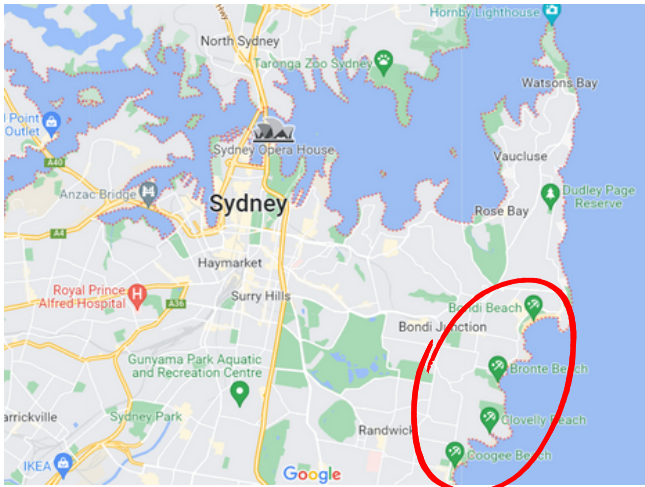 Hornby Lighthouse
Hwy
North Sydney
Taronga Zoo Sydney
Watsons Bay
Point
Outlet
Sydney Opera House
A40
Vaucluse
Anzac Bridge
Sydney
Dudley Page
Reserve
Rose Bay
A4
Haymarket
Royal Prince
Alfred Hospital
A36
Surry Hills
Bondi Beach
Bondi Junction
Gunyama Park Aquatic
and Recreation Centre
Bronte Beach
arrickville
Sydney Park
Clovelly Beach
Randwick
Coogee Beach
IKEA
Google